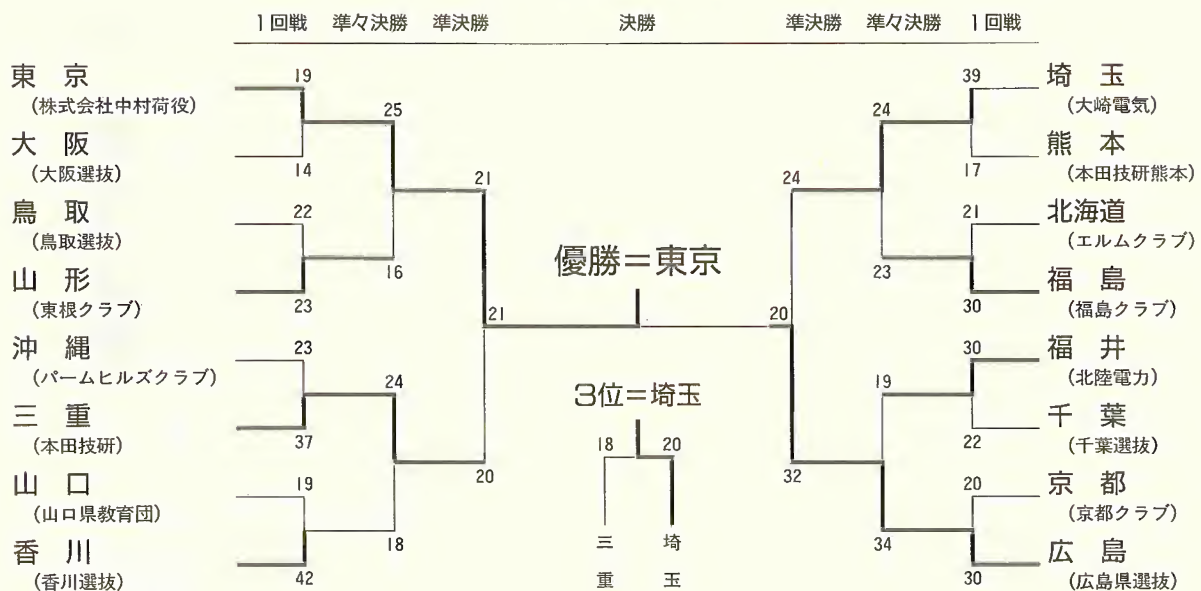 1回戦 準々決勝 準決勝 決勝 準決勝 準々決勝 1回戦
東京
(株式会社中村荷役)
19
大阪
(大阪選抜)
14
25
鳥取
(鳥取選抜)
22
山形
(東根クラブ)
23
16
21
沖縄
(パームヒルズクラブ)
23
三重
(本田技研)
37
24
山口
(山口県教育団)
19
香川
(香川選抜)
42
18
20
21
優勝=東京
20
3位=埼玉
18 20
三重
埼玉
24
32
24
23
19
34
39
埼玉
(大崎電気)
17
熊本
(本田技研熊本)
21
北海道
(エルムクラブ)
30
福島
(福島クラブ)
30
福井
(北陸電力)
22
千葉
(千葉選抜)
20
京都
(京都クラブ)
30
広島
(広島県選抜)